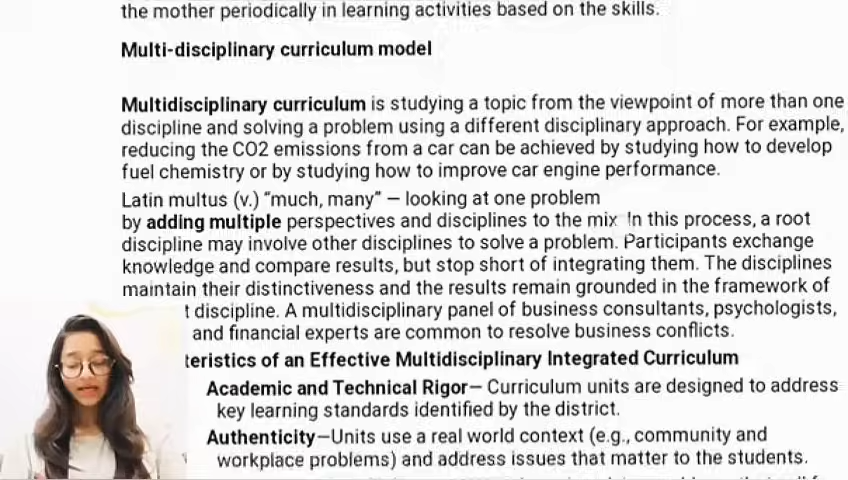 the mother periodically in learning activities based on the skills.
Multi-disciplinary curriculum model
Multidisciplinary curriculum is studying a topic from the viewpoint of more than one
discipline and solving a problem using a different disciplinary approach. For example,
reducing the CO2 emissions from a car can be achieved by studying how to develop
fuel chemistry or by studying how to improve car engine performance.
Latin multus (v.) “much, many” – looking at one problem
by adding multiple perspectives and disciplines to the mix In this process, a root
discipline may involve other disciplines to solve a problem. Participants exchange
knowledge and compare results, but stop short of integrating them. The disciplines
maintain their distinctiveness and the results remain grounded in the framework of
t discipline. A multidisciplinary panel of business consultants, psychologists,
and financial experts are common to resolve business conflicts.
teristics of an Effective Multidisciplinary Integrated Curriculum
Academic and Technical Rigor– Curriculum units are designed to address
key learning standards identified by the district.
Authenticity–Units use a real world context (e.g., community and
workplace problems) and address issues that matter to the students.